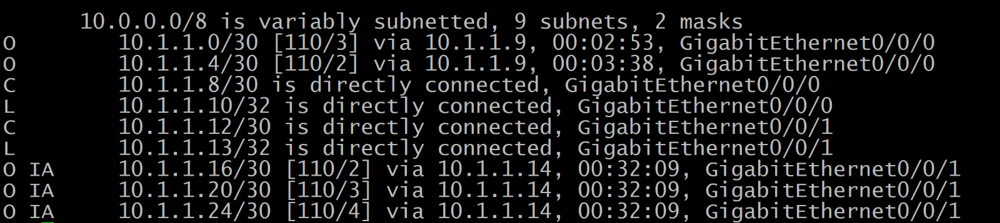 10.0.0.0/8 is variably subnetted, 9 subnets, 2 masks
O 10.1.1.0/30 [110/3] via 10.1.1.9, 00:02:53, GigabitEthernet0/0/0
O 10.1.1.4/30 [110/2] via 10.1.1.9, 00:03:38, GigabitEthernet0/0/0
C 10.1.1.8/30 is directly connected, GigabitEthernet0/0/0
L 10.1.1.10/32 is directly connected, GigabitEthernet0/0/0
C 10.1.1.12/30 is directly connected, GigabitEthernet0/0/1
L 10.1.1.13/32 is directly connected, GigabitEthernet0/0/1
O IA 10.1.1.16/30 [110/2] via 10.1.1.14, 00:32:09, GigabitEthernet0/0/1
O IA 10.1.1.20/30 [110/3] via 10.1.1.14, 00:32:09, GigabitEthernet0/0/1
O IA 10.1.1.24/30 [110/4] via 10.1.1.14, 00:32:09, GigabitEthernet0/0/1